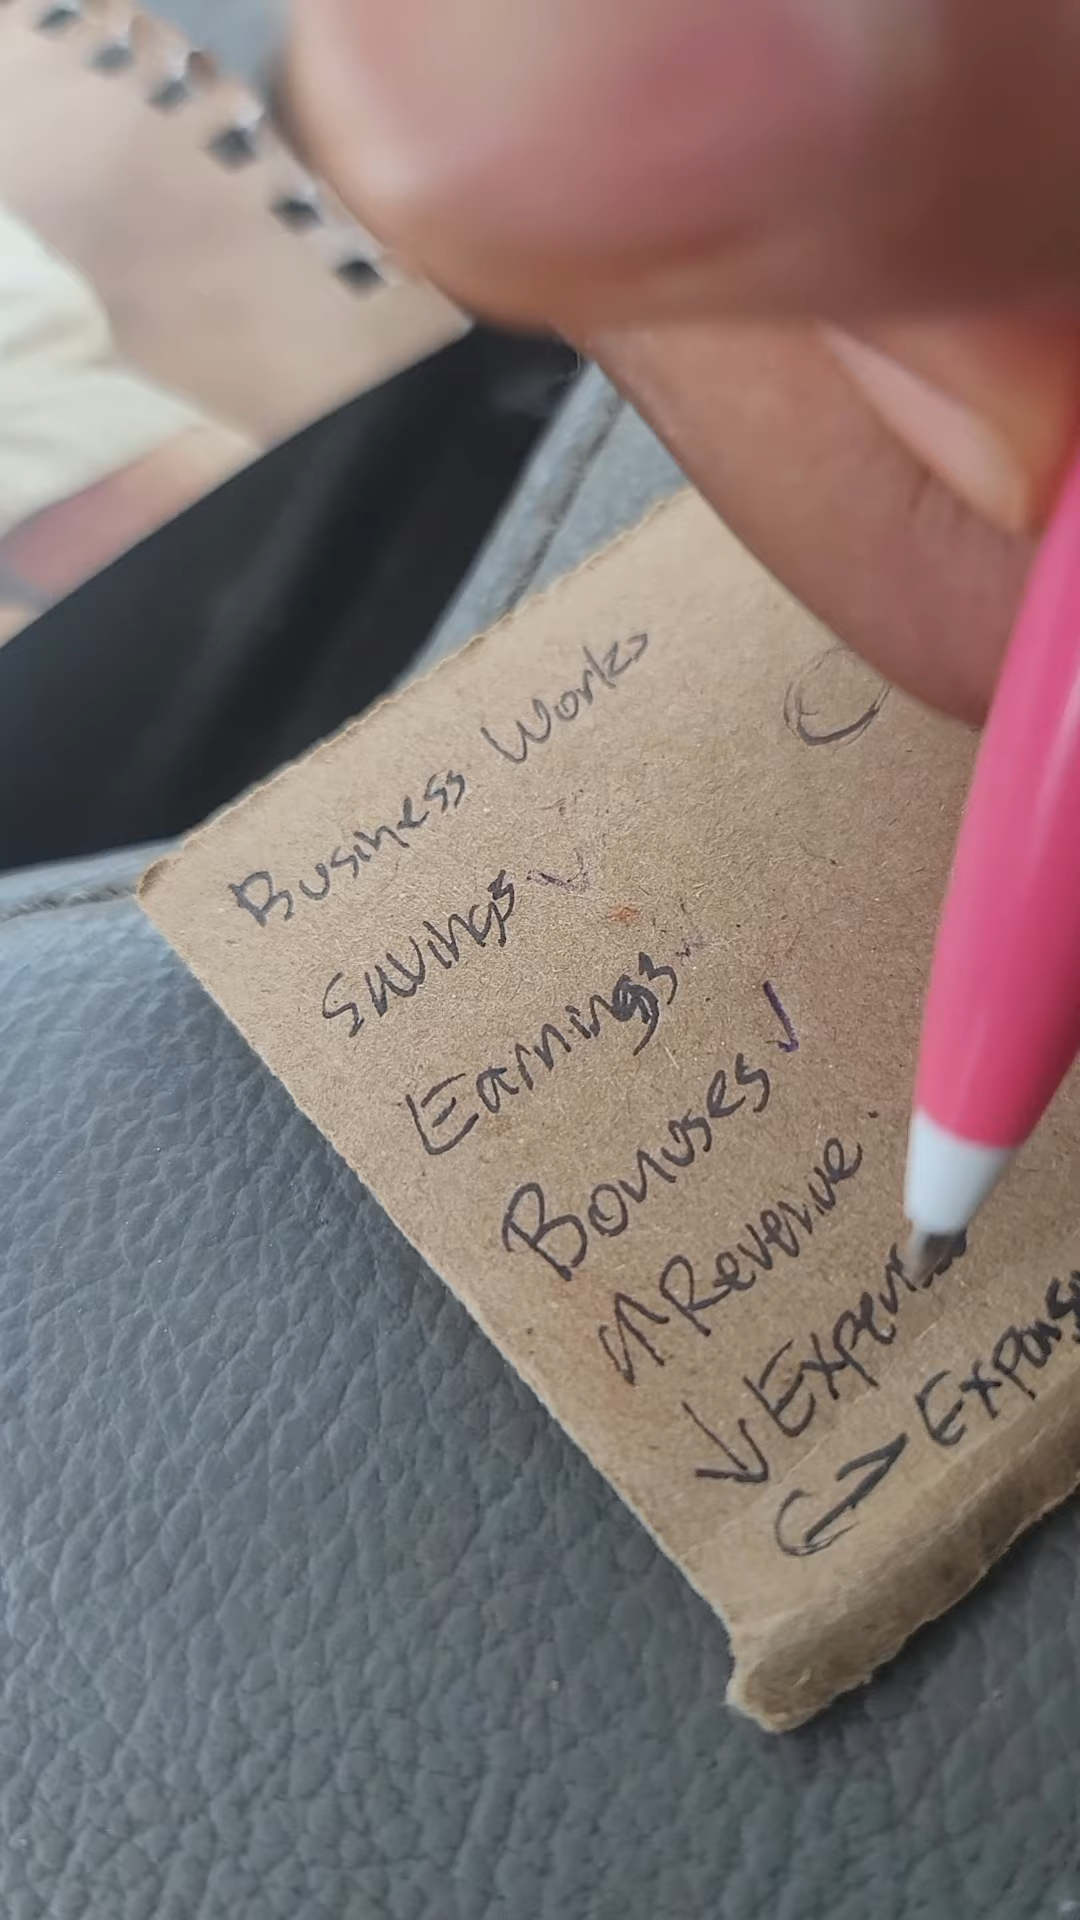 Business Works
Savings ✓
Earnings
Bonuses ✓
Revenue
↓